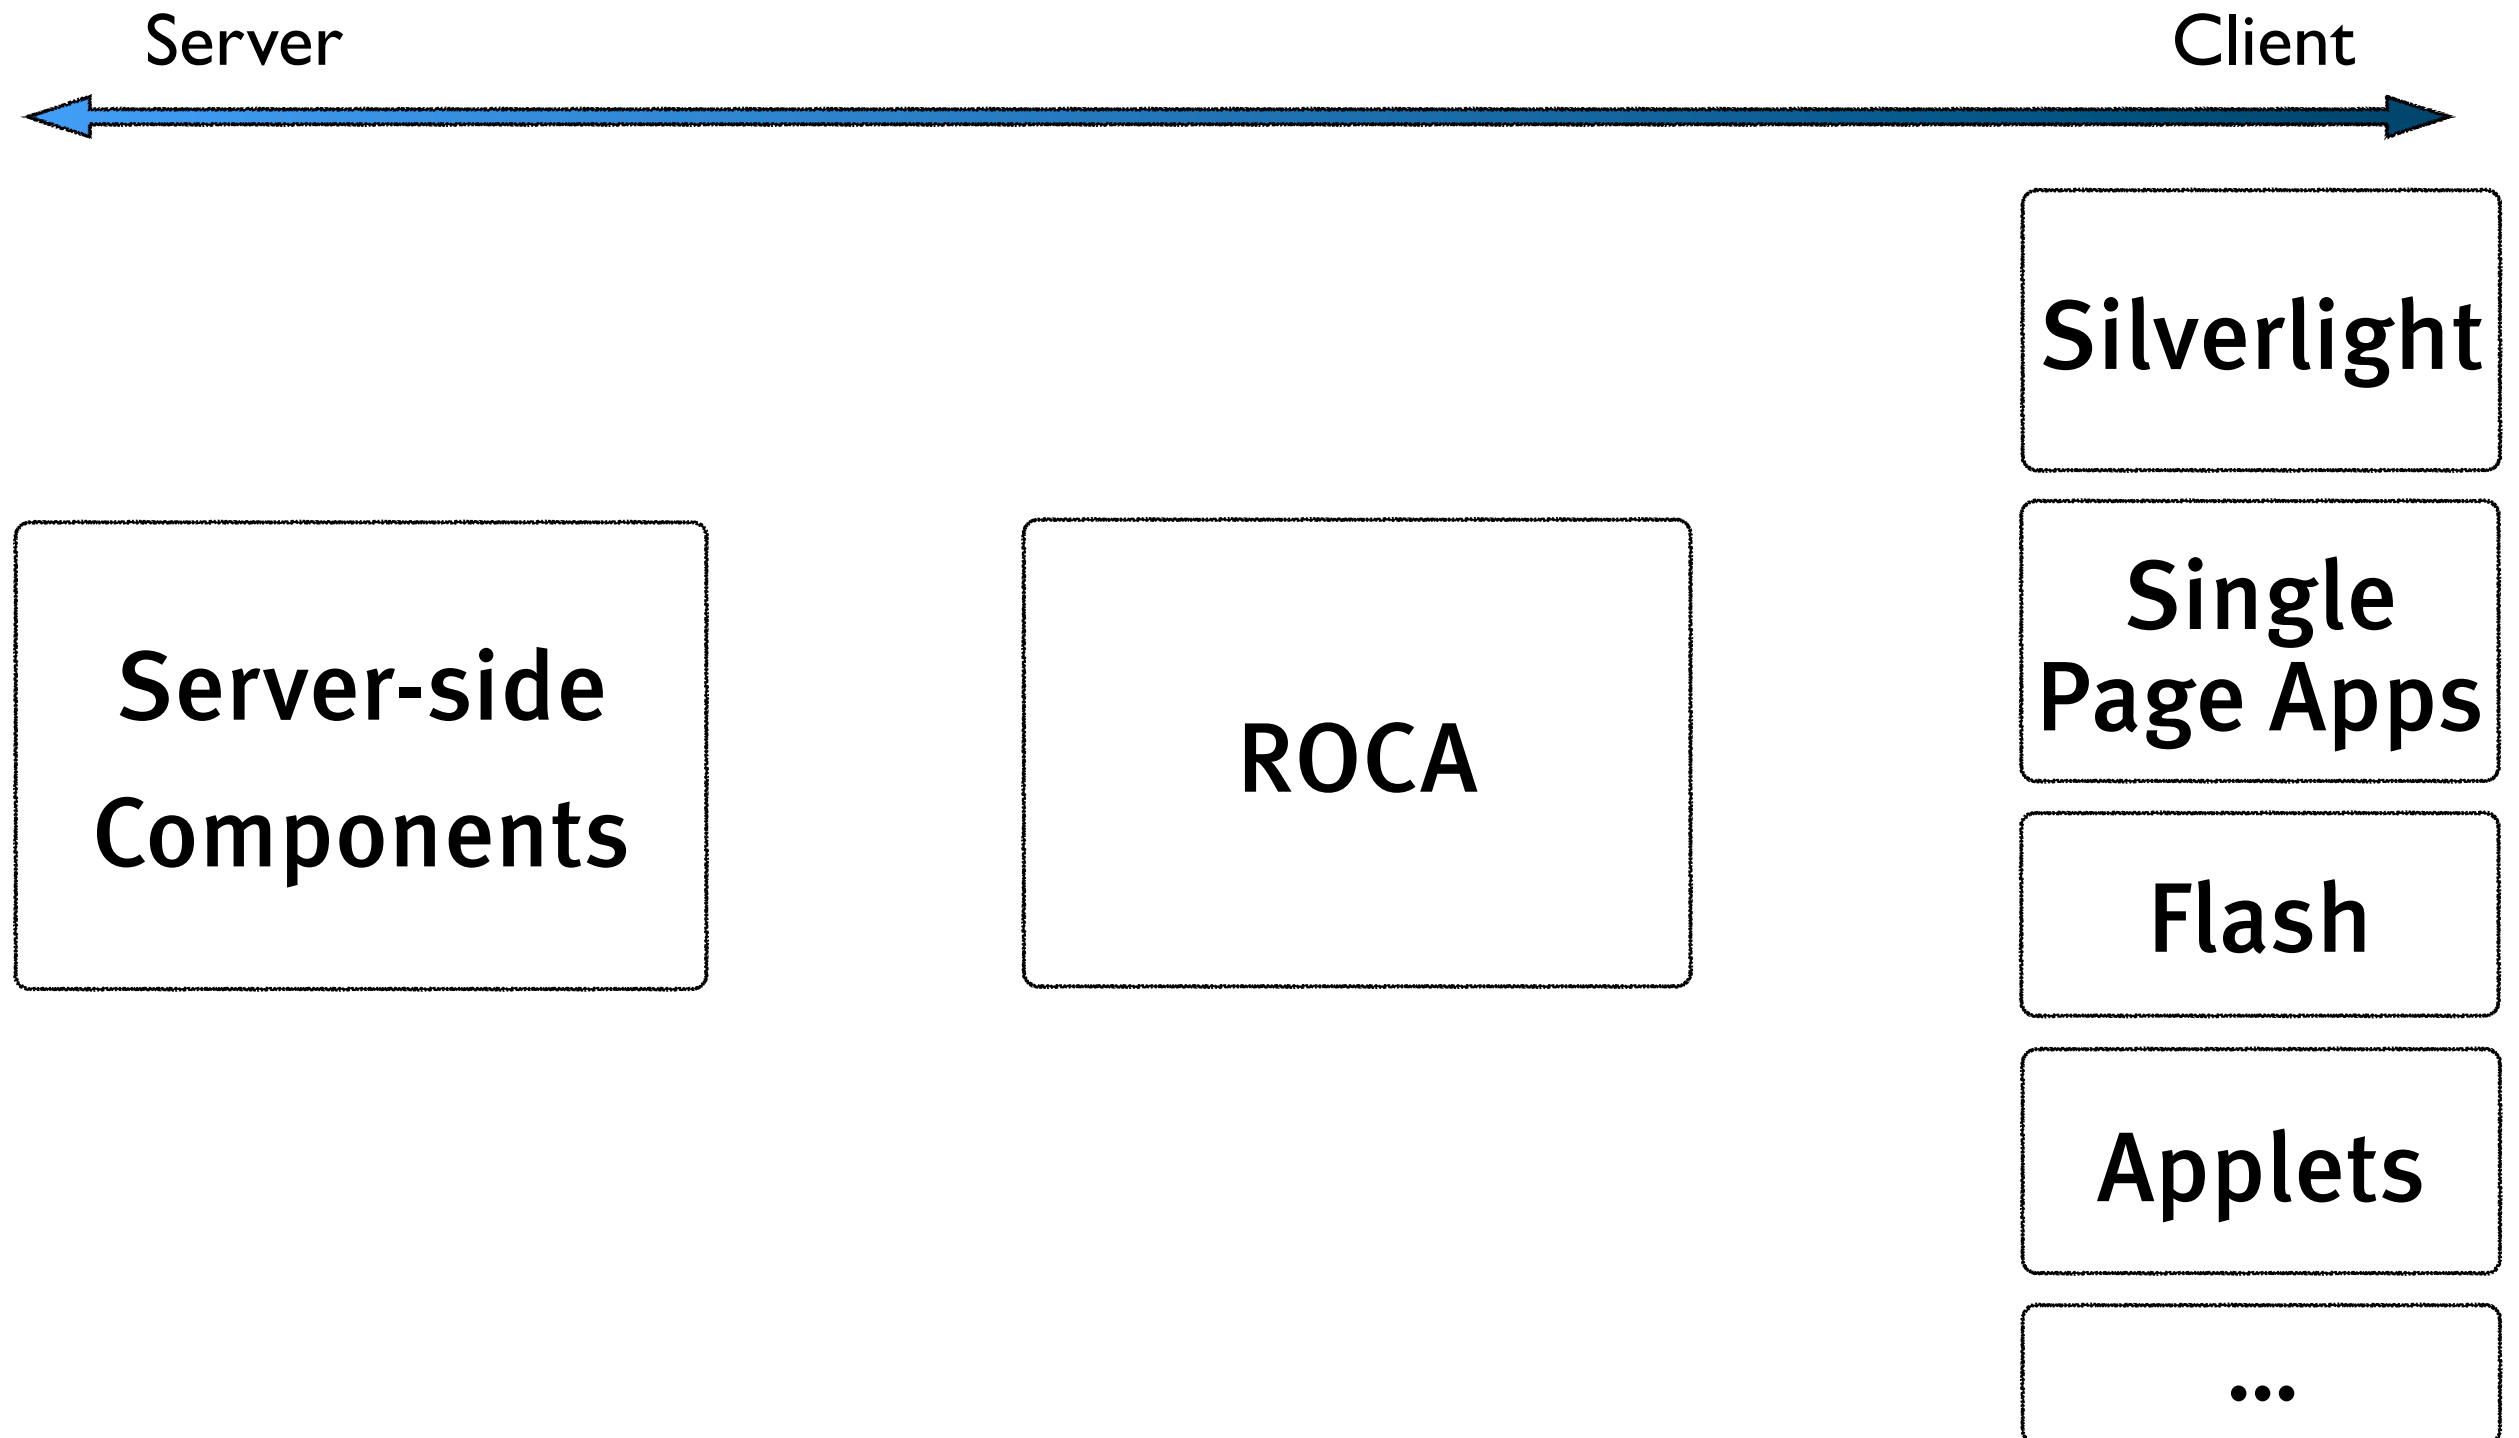 Server
Client
Server-side
Components
ROCA
Silverlight
Single
Page Apps
Flash
Applets
...